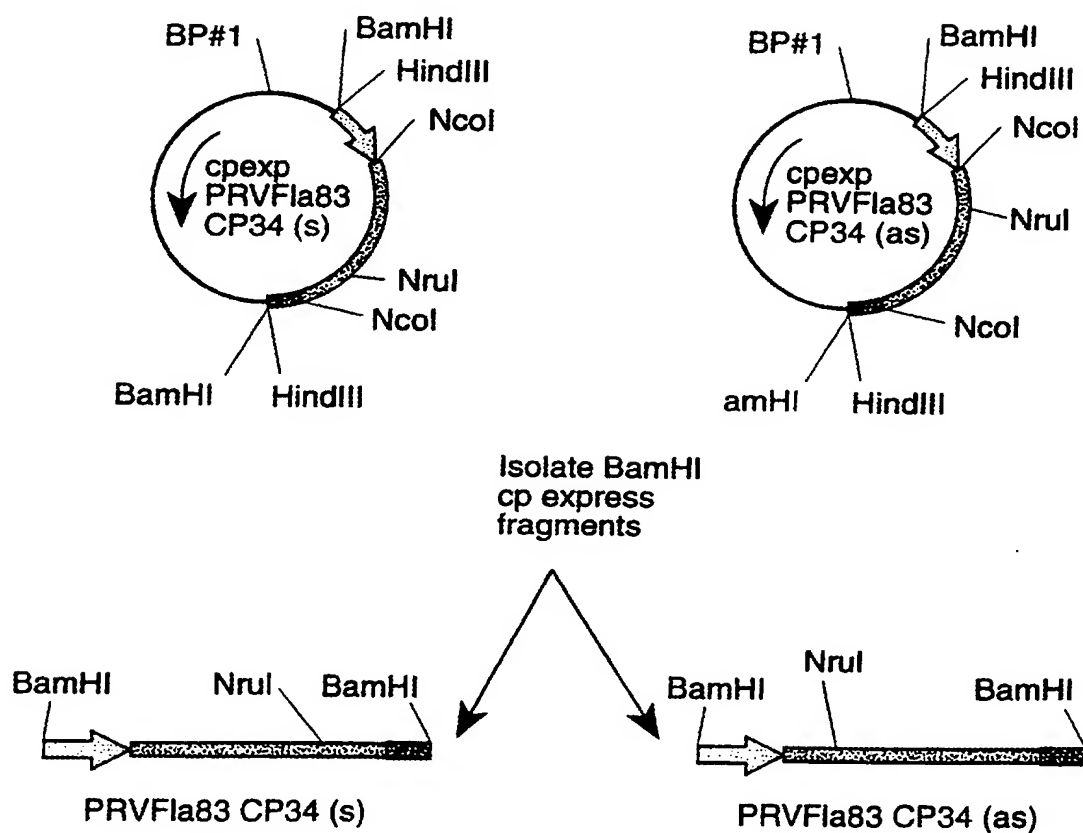 BP#1
BamHI
HindIII
NcoI
cpexp
PRVFla83
CP34 (s)
NruI
NcoI
BamHI
HindIII
BP#1
BamHI
HindIII
NcoI
cpexp
PRVFla83
CP34 (as)
NruI
NcoI
amHI
HindIII
Isolate BamHI
cp express
fragments
BamHI
NruI
BamHI
PRVFla83 CP34 (s)
BamHI
NruI
BamHI
PRVFla83 CP34 (as)